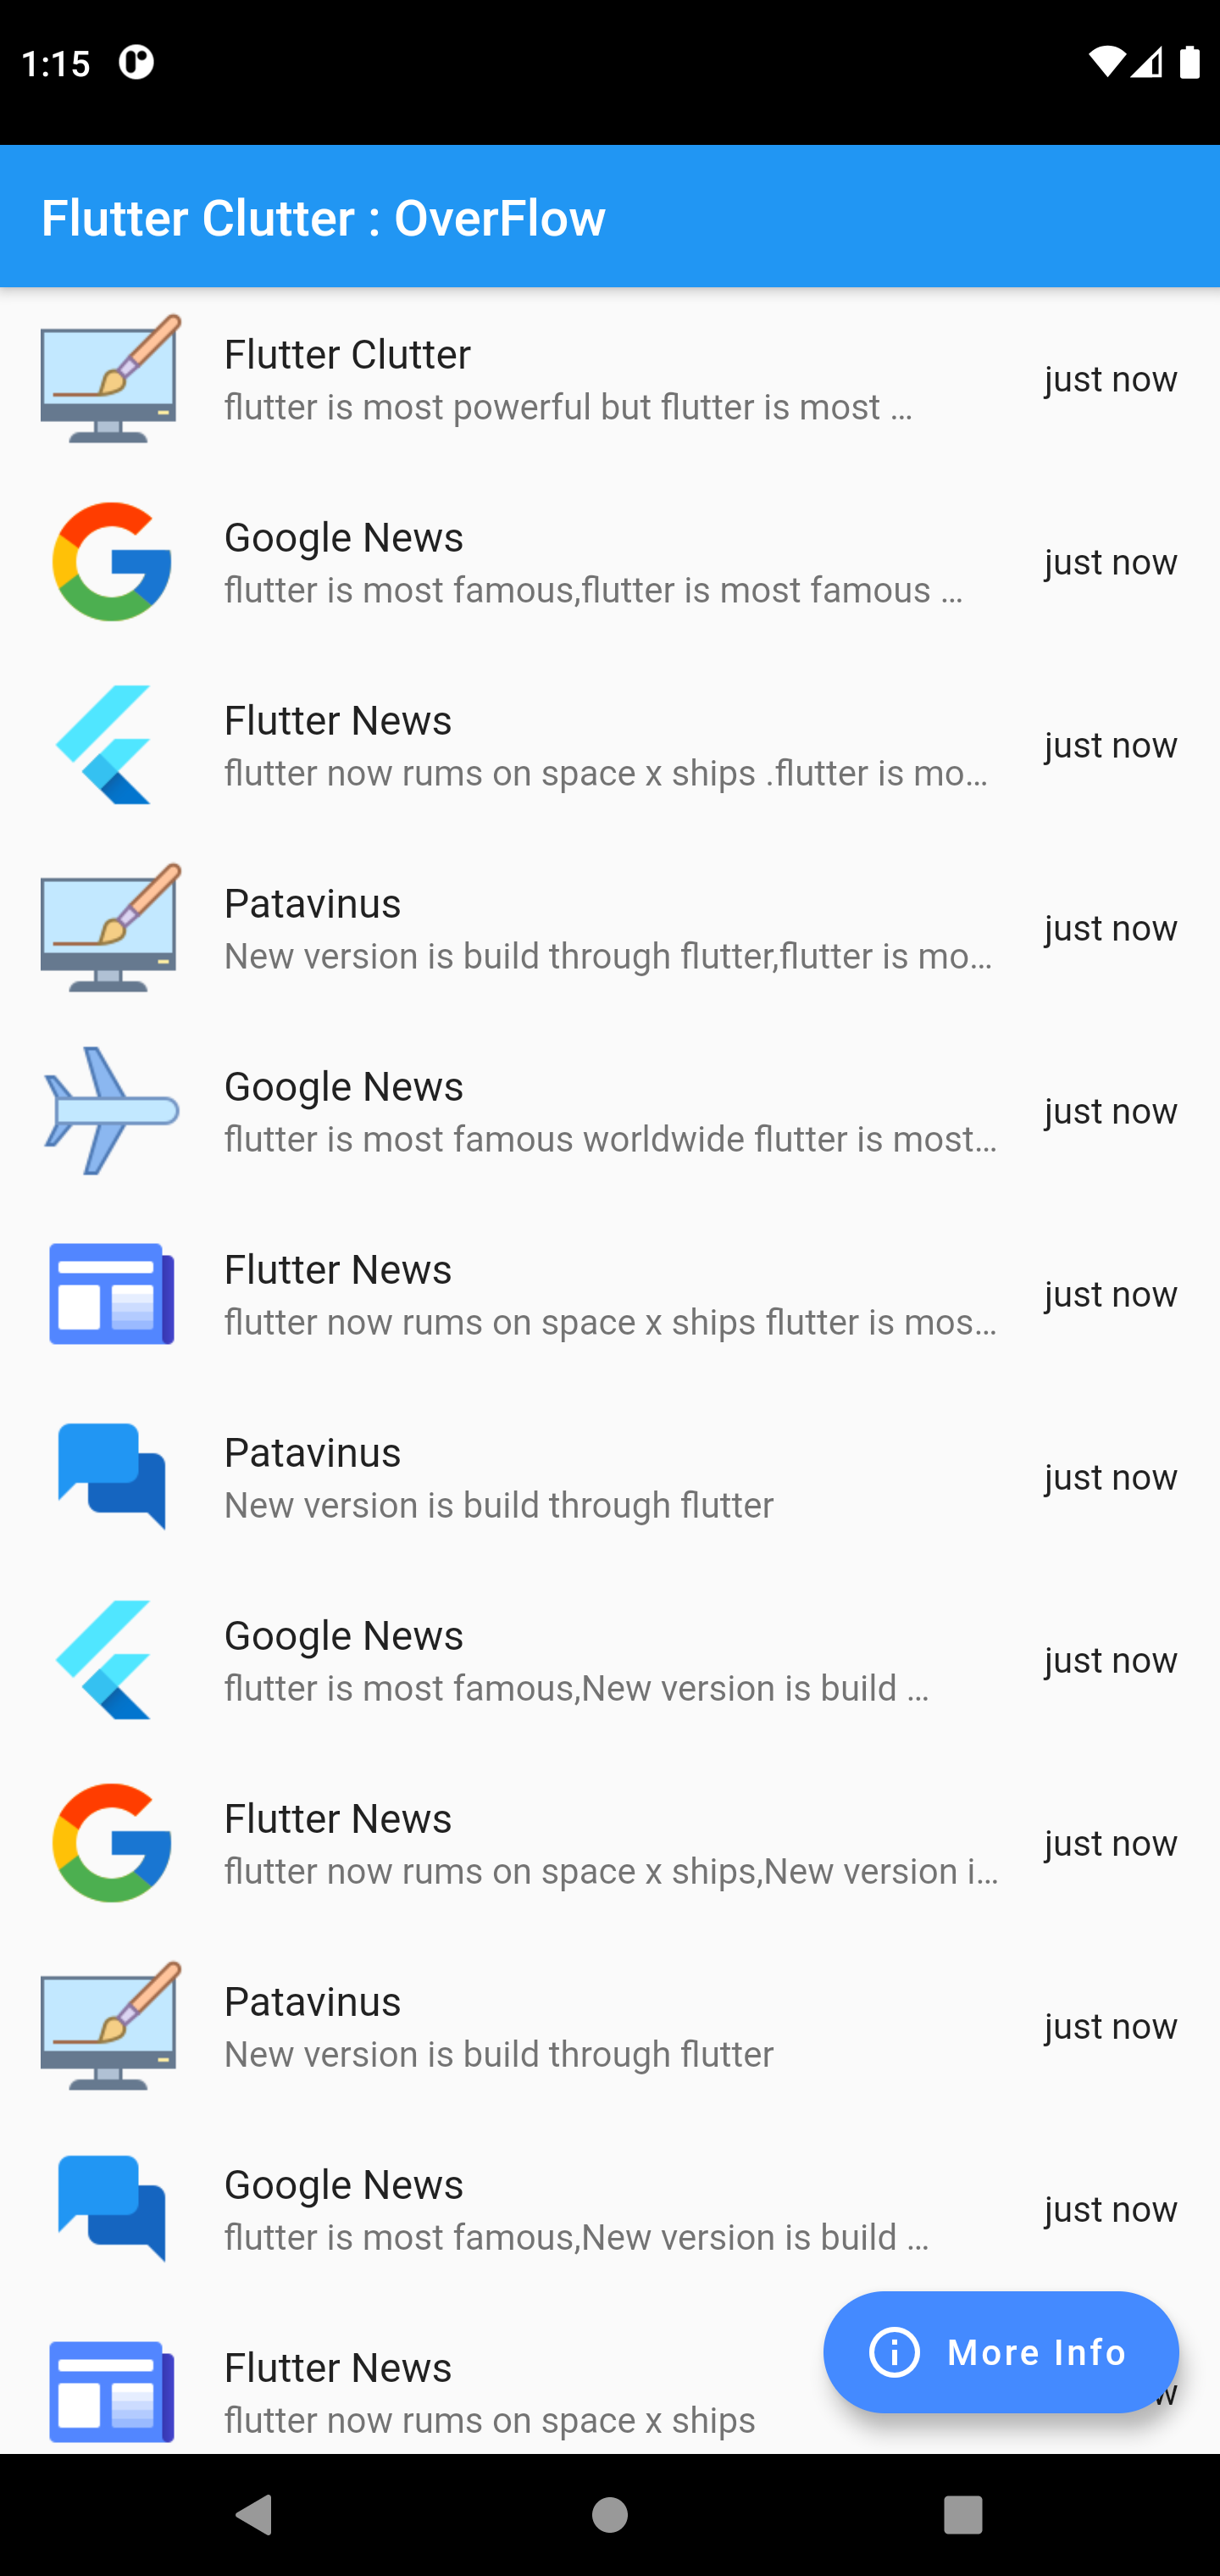 1:15
Flutter Clutter : OverFlow
Flutter Clutter
flutter is most powerful but flutter is most ...
just now
Google News
flutter is most famous,flutter is most famous ...
just now
Flutter News
flutter now rums on space x ships .flutter is mo...
just now
Patavinus
New version is build through flutter,flutter is mo...
just now
Google News
flutter is most famous worldwide flutter is most...
just now
Flutter News
flutter now rums on space x ships flutter is mos...
just now
Patavinus
New version is build through flutter
just now
Google News
flutter is most famous,New version is build ...
just now
Flutter News
flutter now rums on space x ships,New version i...
just now
Patavinus
New version is build through flutter
just now
Google News
flutter is most famous,New version is build ...
just now
Flutter News
flutter now rums on space x ships
More Info